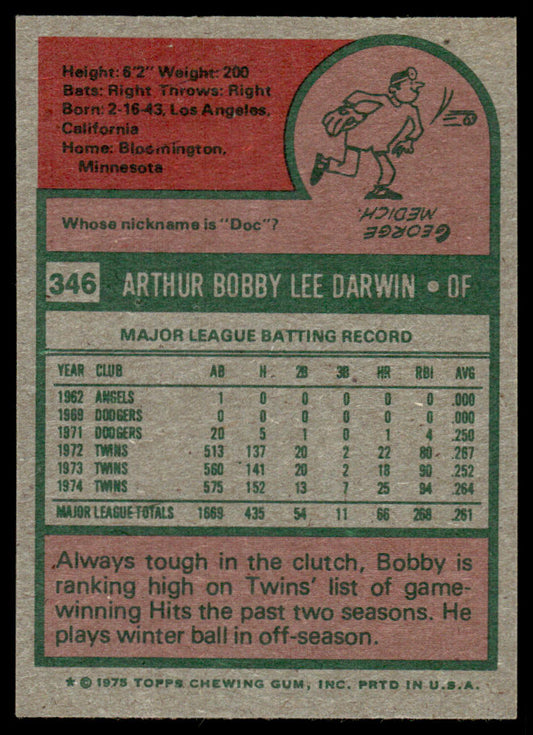 Height: 6'2" Weight: 200
Bats: Right Throws: Right
Born: 2-16-43, Los Angeles,
California
Home: Bloomington,
Minnesota
Whose nickname is "Doc"?
GEORGE
MEDICH
346 ARTHUR BOBBY LEE DARWIN • OF
MAJOR LEAGUE BATTING RECORD
YEAR CLUB AB H 2B 3B HR RBI AVG
1962 ANGELS 1 0 0 0 0 0 .000
1969 DODGERS 0 0 0 0 0 0 .000
1971 DODGERS 20 5 1 0 1 4 .250
1972 TWINS 513 137 20 2 22 80 .267
1973 TWINS 560 141 20 2 18 90 .252
1974 TWINS 575 152 13 7 25 94 .264
MAJOR LEAGUE TOTALS 1669 435 54 11 66 268 .261
Always tough in the clutch, Bobby is
ranking high on Twins' list of game-
winning Hits the past two seasons. He
plays winter ball in off-season.
★ © 1975 TOPPS CHEWING GUM, INC. PRTD IN U.S.A.